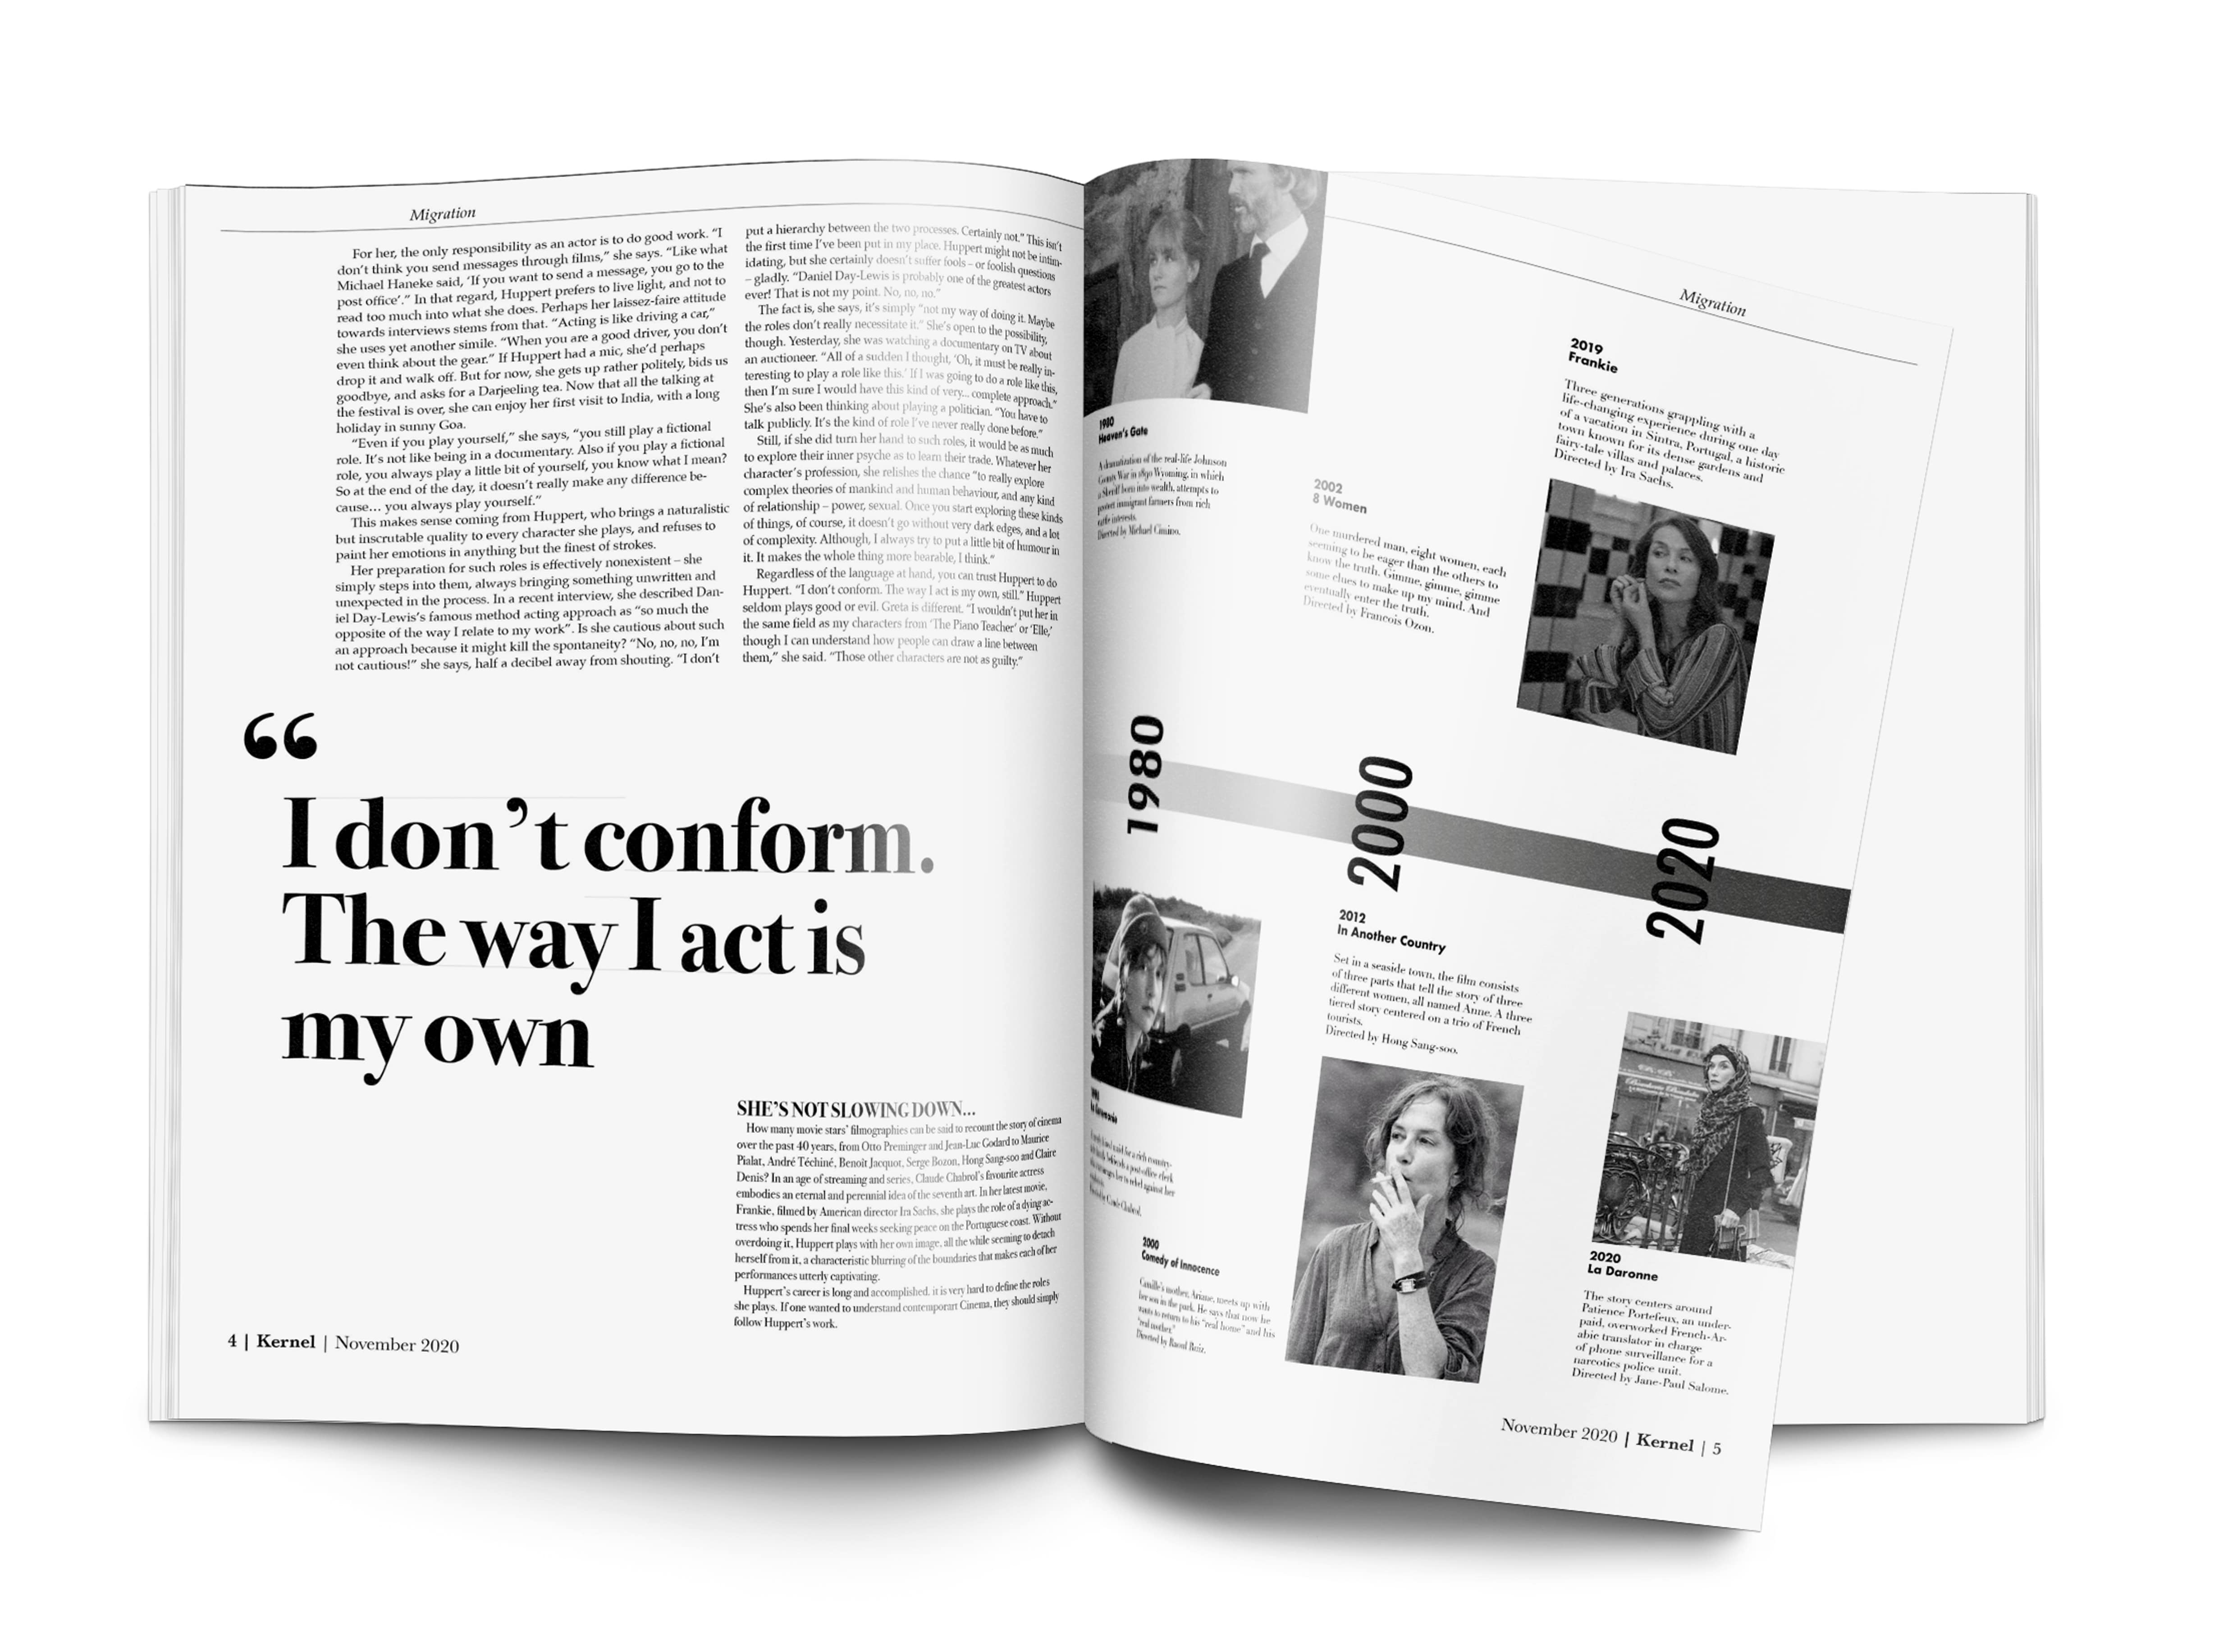 Migration
For her, the only responsibility as an actor is to do good work. “I
don’t think you send messages through films,” she says. “Like what
Michael Haneke said, ‘If you want to send a message, you go to the
post office’.” In that regard, Huppert prefers to live light, and not to
read too much into what she does. Perhaps her laissez-faire attitude
towards interviews stems from that. “Acting is like driving a car,”
she uses yet another simile. “When you are a good driver, you don’t
even think about the gear.” If Huppert had a mic, she’d perhaps
drop it and walk off. But for now, she gets up rather politely, bids us
goodbye, and asks for a Darjeeling tea. Now that all the talking at
the festival is over, she can enjoy her first visit to India, with a long
holiday in sunny Goa.
“Even if you play yourself,” she says, “you still play a fictional
role. It’s not like being in a documentary. Also if you play a fictional
role, you always play a little bit of yourself, you know what I mean?
So at the end of the day, it doesn’t really make any difference be-
cause… you always play yourself.”
This makes sense coming from Huppert, who brings a naturalistic
but inscrutable quality to every character she plays, and refuses to
paint her emotions in anything but the finest of strokes.
Her preparation for such roles is effectively nonexistent – she
simply steps into them, always bringing something unwritten and
unexpected in the process. In a recent interview, she described Dan-
iel Day-Lewis’s famous method acting approach as “so much the
opposite of the way I relate to my work”. Is she cautious about such
an approach because it might kill the spontaneity? “No, no, no, I’m
not cautious!” she says, half a decibel away from shouting. “I don’t
put a hierarchy between the two processes. Certainly not.” This isn’t
the first time I’ve been put in my place. Huppert might not be intim-
idating, but she certainly doesn’t suffer fools – or foolish questions
– gladly. “Daniel Day-Lewis is probably one of the greatest actors
ever! That is not my point. No, no, no.”
The fact is, she says, it’s simply “not my way of doing it. Maybe
the roles don’t really necessitate it.” She’s open to the possibility,
though. Yesterday, she was watching a documentary on TV about
an auctioneer. “All of a sudden I thought, ‘Oh, it must be really in-
teresting to play a role like this.’ If I was going to do a role like this,
then I’m sure I would have this kind of very... complete approach.”
She’s also been thinking about playing a politician. “You have to
talk publicly. It’s the kind of role I’ve never really done before.”
Still, if she did turn her hand to such roles, it would be as much
to explore their inner psyche as to learn their trade. Whatever her
character’s profession, she relishes the chance “to really explore
complex theories of mankind and human behaviour, and any kind
of relationship – power, sexual. Once you start exploring these kinds
of things, of course, it doesn’t go without very dark edges, and a lot
of complexity. Although, I always try to put a little bit of humour in
it. It makes the whole thing more bearable, I think.”
Regardless of the language at hand, you can trust Huppert to do
Huppert. “I don’t conform. The way I act is my own, still.” Huppert
seldom plays good or evil. Greta is different. “I wouldn’t put her in
the same field as my characters from ‘The Piano Teacher’ or ‘Elle,’
though I can understand how people can draw a line between
them,” she said. “Those other characters are not as guilty.”
“
I don’t conform.
The way I act is
my own
SHE’S NOT SLOWING DOWN...
How many movie stars’ filmographies can be said to recount the story of cinema
over the past 40 years, from Otto Preminger and Jean-Luc Godard to Maurice
Pialat, André Téchiné, Benoît Jacquot, Serge Bozon, Hong Sang-soo and Claire
Denis? In an age of streaming and series, Claude Chabrol’s favourite actress
embodies an eternal and perennial idea of the seventh art. In her latest movie,
Frankie, filmed by American director Ira Sachs, she plays the role of a dying ac-
tress who spends her final weeks seeking peace on the Portuguese coast. Without
overdoing it, Huppert plays with her own image, all the while seeming to detach
herself from it, a characteristic blurring of the boundaries that makes each of her
performances utterly captivating.
Huppert’s career is long and accomplished. it is very hard to define the roles
she plays. If one wanted to understand contemporart Cinema, they should simply
follow Huppert’s work.
4 | Kernel | November 2020
Migration
1980
Heaven’s Gate
A dramatization of the real-life Johnson
County War in 1890 Wyoming, in which
a Sheriff born into wealth, attempts to
protect immigrant farmers from rich
cattle interests.
Directed by Michael Cimino.
2002
8 Women
One murdered man, eight women, each
seeming to be eager than the others to
know the truth. Gimme, gimme, gimme
some clues to make up my mind. And
eventually enter the truth.
Directed by Francois Ozon.
2019
Frankie
Three generations grappling with a
life-changing experience during one day
of a vacation in Sintra, Portugal, a historic
town known for its dense gardens and
fairy-tale villas and palaces.
Directed by Ira Sachs.
1980
2000
2020
maid for a rich country-
a post-office clerk
her to rebel against her
Claude Chabrol.
2000
Comedy of Innocence
Camille’s mother, Ariane, meets up with
her son in the park. He says that now he
wants to return to his “real home” and his
“real mother.”
Directed by Raoul Ruiz.
2012
In Another Country
Set in a seaside town, the film consists
of three parts that tell the story of three
different women, all named Anne. A three
tiered story centered on a trio of French
tourists.
Directed by Hong Sang-soo.
2020
La Daronne
The story centers around
Patience Portefeux, an under-
paid, overworked French-Ar-
abic translator in charge
of phone surveillance for a
narcotics police unit.
Directed by Jane-Paul Salome.
November 2020 | Kernel | 5